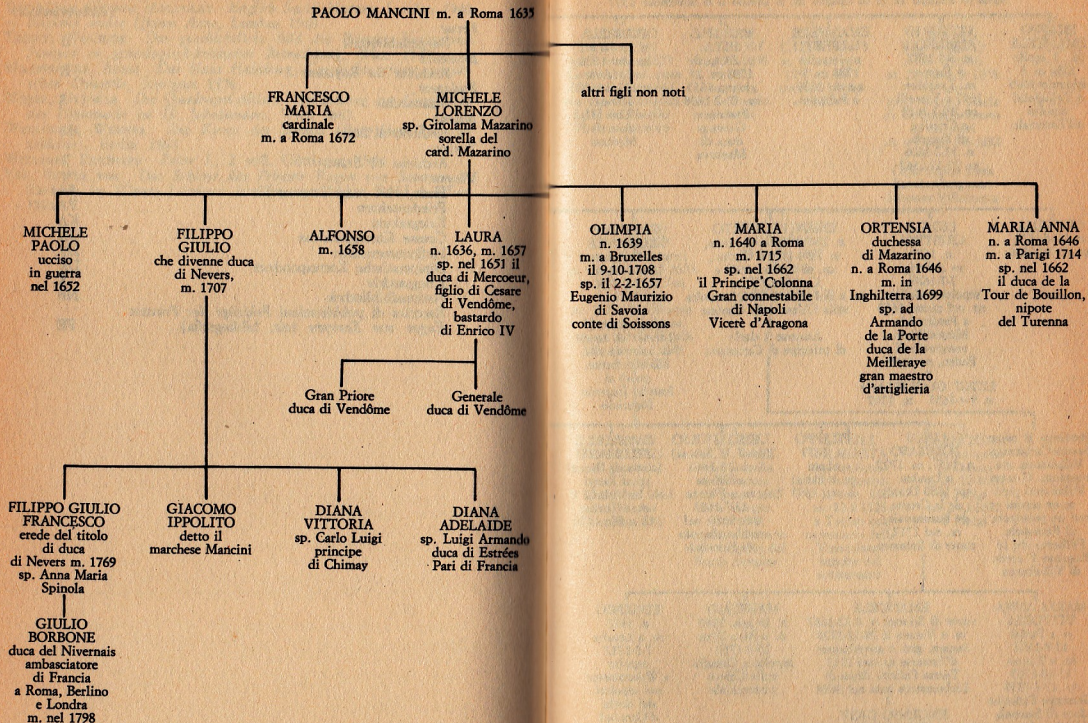 PAOLO MANCINI m. a Roma 1635
FRANCESCO
MARIA
cardinale
m. a Roma 1672
MICHELE
LORENZO
sp. Girolama Mazarino
sorella del
card. Mazarino
altri figli non noti
MICHELE
PAOLO
ucciso
in guerra
nel 1652
FILIPPO
GIULIO
che divenne duca
di Nevers,
m. 1707
ALFONSO
m. 1658
LAURA
n. 1636, m. 1657
sp. nel 1651 il
duca di Mercoeur,
figlio di Cesare
di Vendôme,
bastardo
di Enrico IV
OLIMPIA
n. 1639
m. a Bruxelles
il 9-10-1708
sp. il 2-2-1657
Eugenio Maurizio
di Savoia
conte di Soissons
MARIA
n. 1640 a Roma
m. 1715
sp. nel 1662
il Principe Colonna
Gran connestabile
di Napoli
Vicerè d'Aragona
ORTENSIA
duchessa
di Mazarino
n. a Roma 1646
m. in
Inghilterra 1699
sp. ad
Armando
de la Porte
duca de la
Meilleraye
gran maestro
d'artiglieria
MARIA ANNA
n. a Roma 1646
m. a Parigi 1714
sp. nel 1662
il duca de la
Tour de Bouillon,
nipote
del Turenna
Gran Priore
duca di Vendôme
Generale
duca di Vendôme
FILIPPO GIULIO
FRANCESCO
erede del titolo
di duca
di Nevers m. 1769
sp. Anna Maria
Spinola
GIACOMO
IPPOLITO
detto il
marchese Mancini
DIANA
VITTORIA
sp. Carlo Luigi
principe
di Chimay
DIANA
ADELAIDE
sp. Luigi Armando
duca di Estrées
Pari di Francia
GIULIO
BORBONE
duca del Nivernais
ambasciatore
di Francia
a Roma, Berlino
e Londra
m. nel 1798